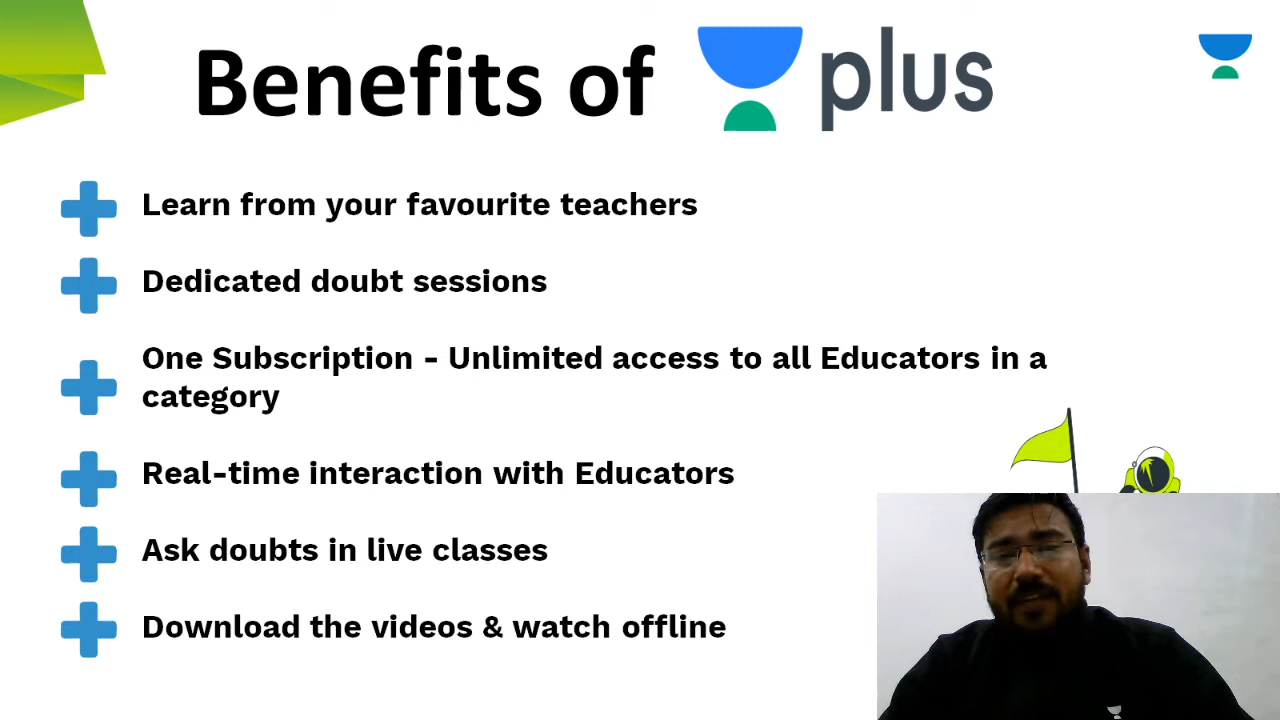 Benefits of plus
Learn from your favourite teachers
Dedicated doubt sessions
One Subscription - Unlimited access to all Educators in a
category
Real-time interaction with Educators
Ask doubts in live classes
Download the videos & watch offline